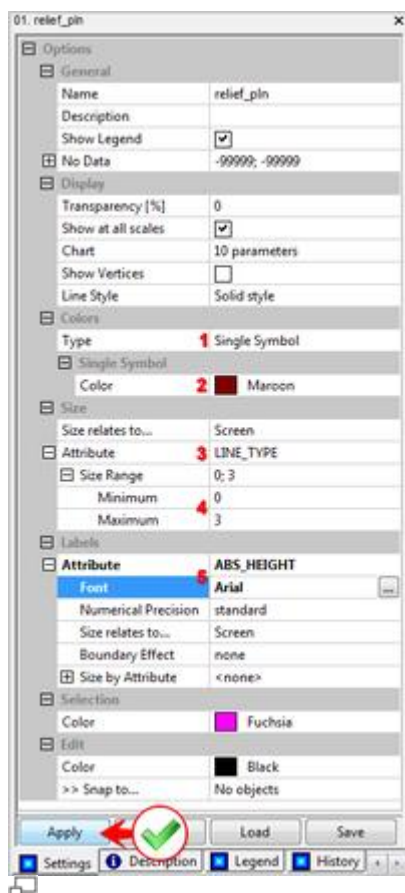 01. relief_pln x
Options
General
Name relief_pln
Description
Show Legend
No Data -99999; -99999
Display
Transparency [%] 0
Show at all scales
Chart 10 parameters
Show Vertices
Line Style Solid style
Colors
Type 1 Single Symbol
Single Symbol
Color 2 Maroon
Size
Size relates to... Screen
Attribute 3 LINE_TYPE
Size Range 0; 3
Minimum 0
4
Maximum 3
Labels
Attribute ABS_HEIGHT
5
Font Arial ...
Numerical Precision standard
Size relates to... Screen
Boundary Effect none
Size by Attribute <none>
Selection
Color Fuchsia
Edit
Color Black
>> Snap to... No objects
Apply Load Save
Settings Description Legend History